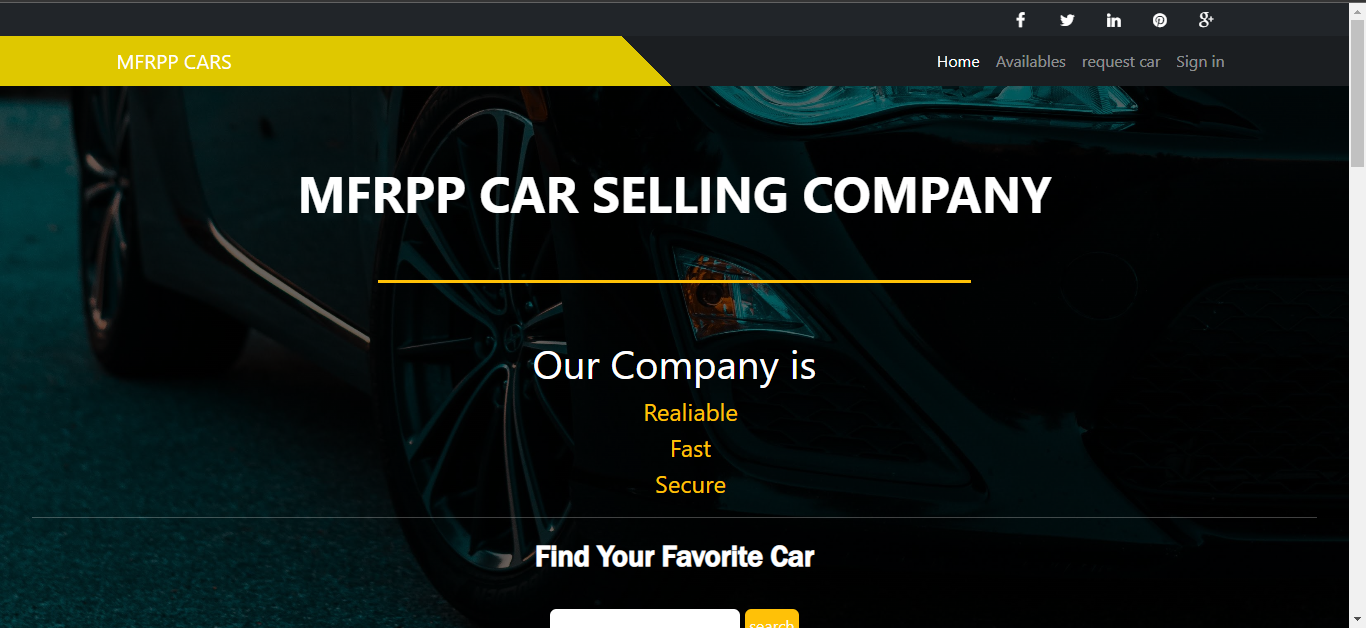 MFRPP CARS
Home Availables request car Sign in
MFRPP CAR SELLING COMPANY
Our Company is
Realiable
Fast
Secure
Find Your Favorite Car
search